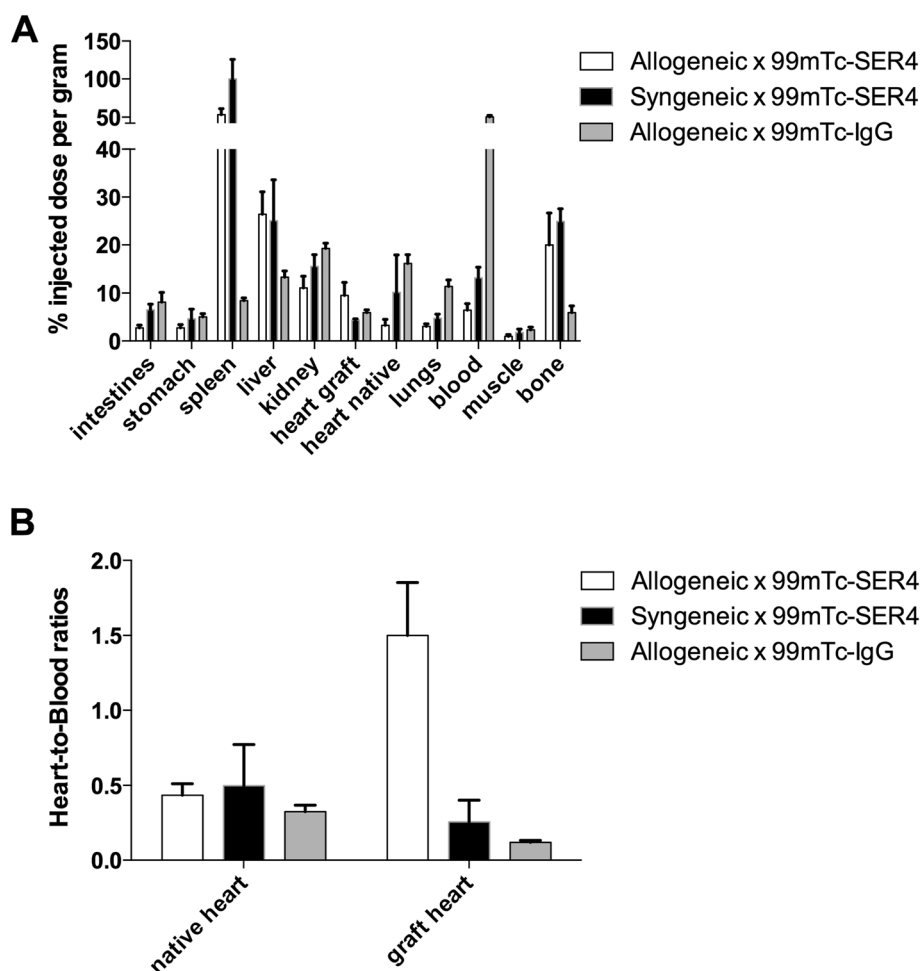 A
% injected dose per gram
150
100
50
40
30
20
10
0
intestines
stomach
spleen
liver
kidney
heart graft
heart native
lungs
blood
muscle
bone
Allogeneic x 99mTc-SER4
Syngeneic x 99mTc-SER4
Allogeneic x 99mTc-IgG
B
Heart-to-Blood ratios
2.0
1.5
1.0
0.5
0.0
native heart
graft heart
Allogeneic x 99mTc-SER4
Syngeneic x 99mTc-SER4
Allogeneic x 99mTc-IgG